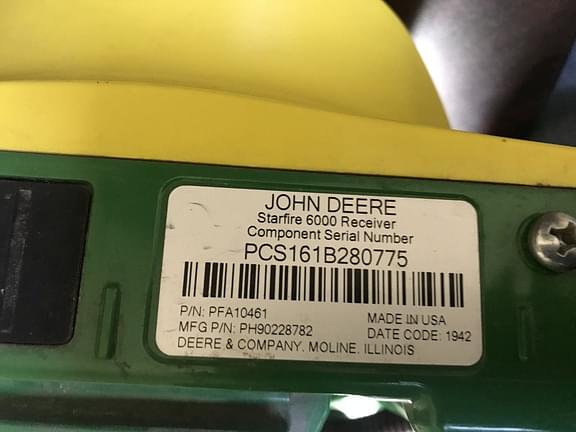 JOHN DEERE
Starfire 6000 Receiver
Component Serial Number
PCS161B280775
P/N: PFA10461
MADE IN USA
MFG P/N: PH90228782
DATE CODE: 1942
DEERE & COMPANY, MOLINE, ILLINOIS